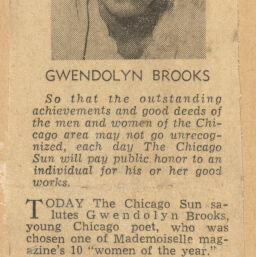 GWENDOLYN BROOKS
So that the outstanding
achievements and good deeds of
the men and women of the Chi-
cago area may not go unrecog-
nized, each day The Chicago
Sun will pay public honor to an
individual for his or her good
works.
TODAY The Chicago Sun sa-
lutes Gwendolyn Brooks,
young Chicago poet, who was
chosen one of Mademoiselle mag-
azine's 10 "women of the year."